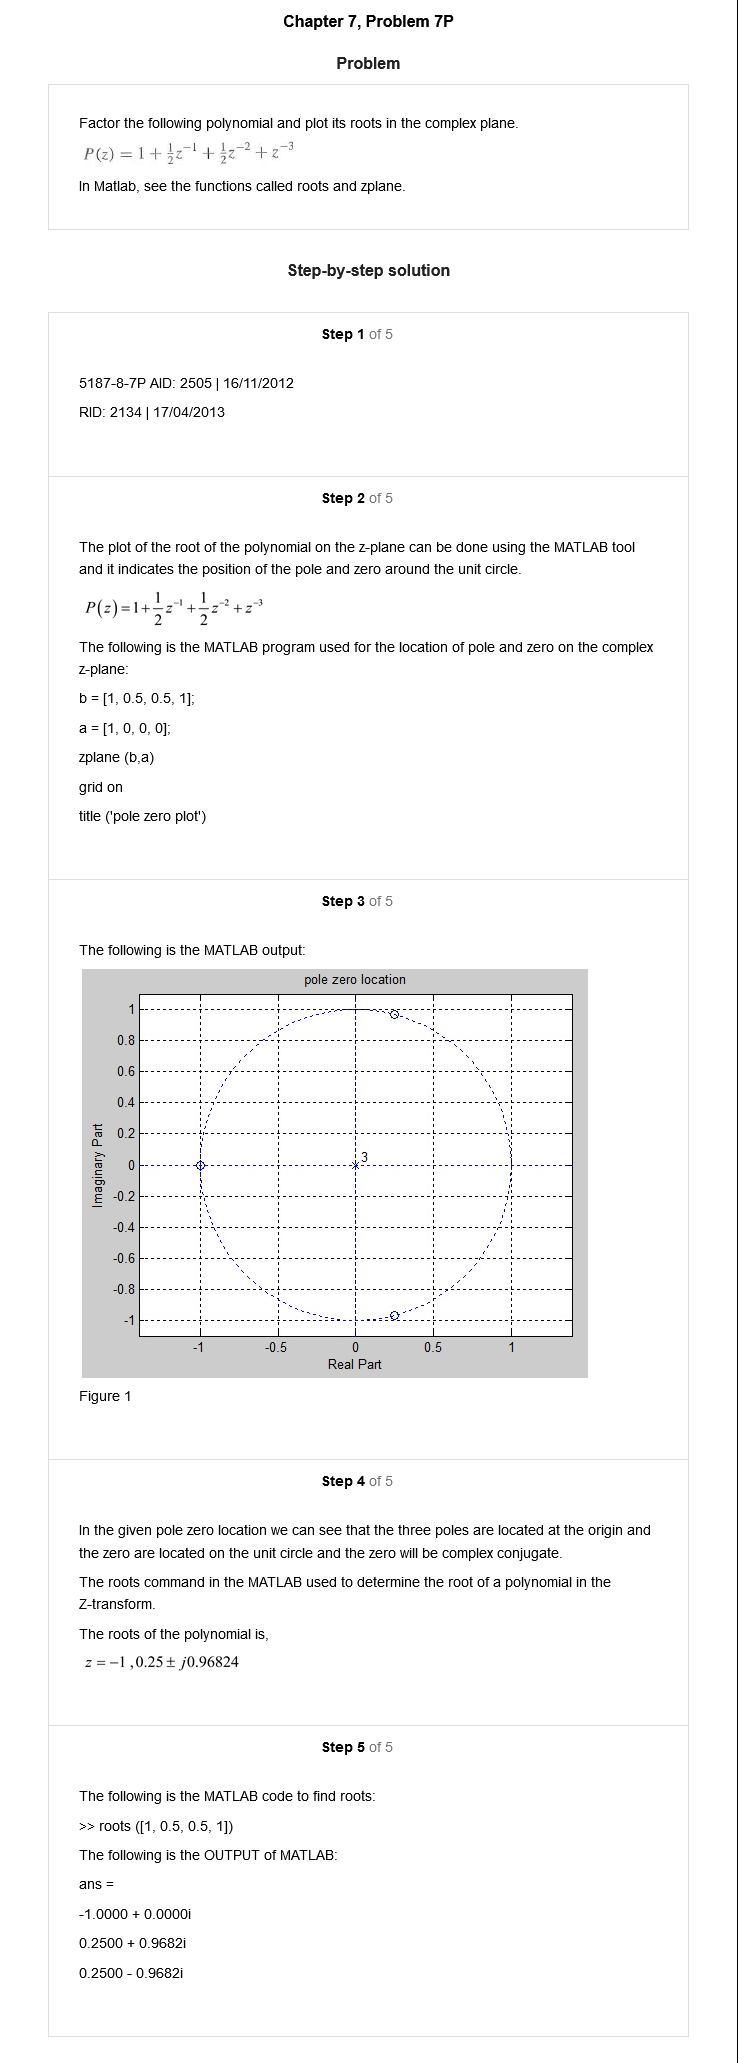 Chapter 7, Problem 7P
Problem
Factor the following polynomial and plot its roots in the complex plane.
P(z) = 1 + ½z⁻¹ + ½z⁻² + z⁻³
In Matlab, see the functions called roots and zplane.
Step-by-step solution
Step 1 of 5
5187-8-7P AID: 2505 | 16/11/2012
RID: 2134 | 17/04/2013
Step 2 of 5
The plot of the root of the polynomial on the z-plane can be done using the MATLAB tool
and it indicates the position of the pole and zero around the unit circle.
P(z)=1+½z⁻¹+½z⁻²+z⁻³
The following is the MATLAB program used for the location of pole and zero on the complex
z-plane:
b = [1, 0.5, 0.5, 1];
a = [1, 0, 0, 0];
zplane (b,a)
grid on
title ('pole zero plot')
Step 3 of 5
The following is the MATLAB output:
pole zero location
1
0.8
0.6
0.4
0.2
0
-0.2
-0.4
-0.6
-0.8
-1
Imaginary Part
3
-1 -0.5 0 0.5 1
Real Part
Figure 1
Step 4 of 5
In the given pole zero location we can see that the three poles are located at the origin and
the zero are located on the unit circle and the zero will be complex conjugate.
The roots command in the MATLAB used to determine the root of a polynomial in the
Z-transform.
The roots of the polynomial is,
z = −1 ,0.25 ± j0.96824
Step 5 of 5
The following is the MATLAB code to find roots:
>> roots ([1, 0.5, 0.5, 1])
The following is the OUTPUT of MATLAB:
ans =
-1.0000 + 0.0000i
0.2500 + 0.9682i
0.2500 - 0.9682i